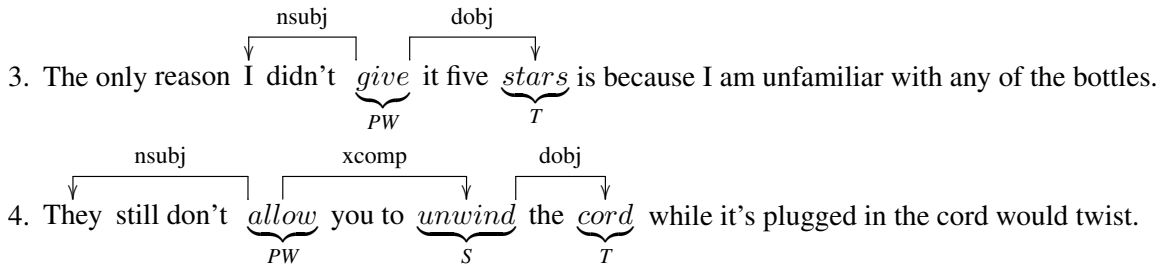 nsubj dobj
3. The only reason I didn't give it five stars is because I am unfamiliar with any of the bottles.
PW T
nsubj xcomp dobj
4. They still don't allow you to unwind the cord while it's plugged in the cord would twist.
PW S T